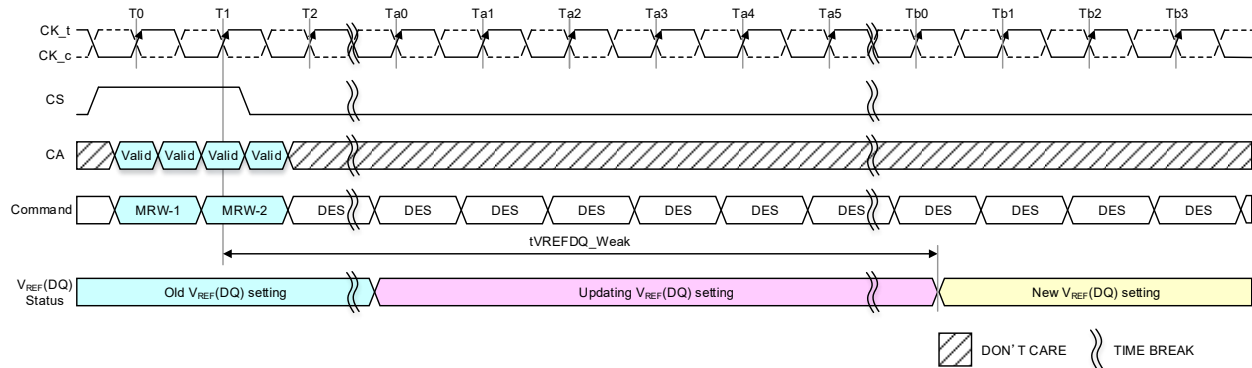 T0 T1 T2 Ta0 Ta1 Ta2 Ta3 Ta4 Ta5 Tb0 Tb1 Tb2 Tb3
CK_t
CK_c
CS
CA Valid Valid Valid Valid
Command MRW-1 MRW-2 DES DES DES DES DES DES DES DES DES DES DES
tVREFDQ_Weak
VREF(DQ)
Status
Old VREF(DQ) setting Updating VREF(DQ) setting New VREF(DQ) setting
DON'T CARE TIME BREAK